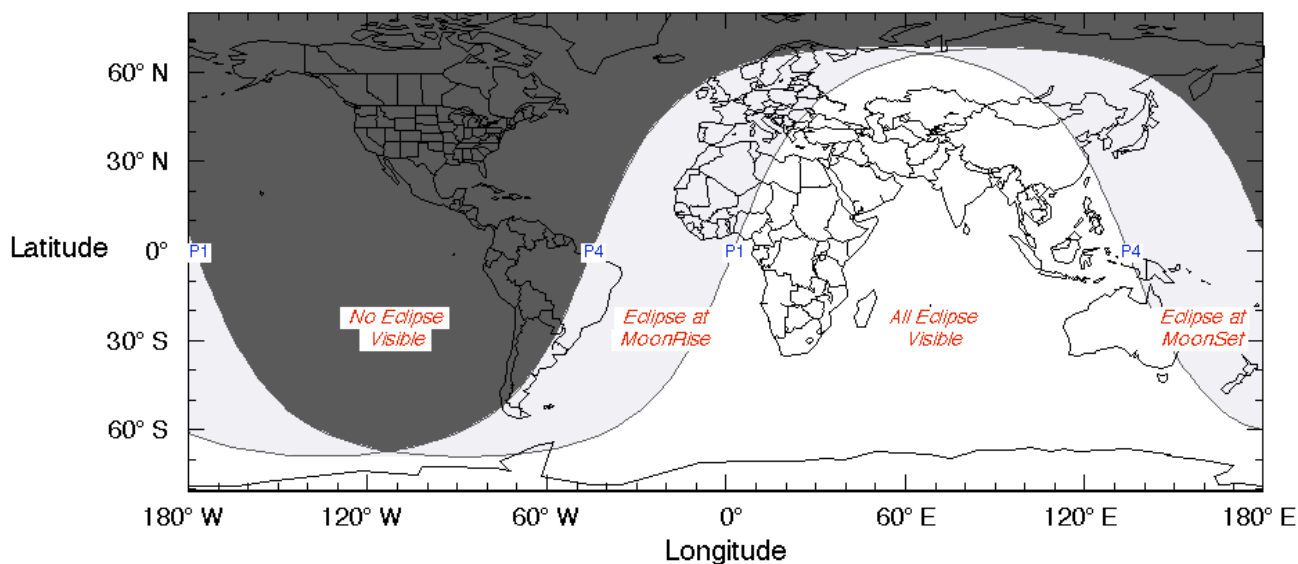 60° N
30° N
Latitude
0°
30° S
60° S
P1
P4
P1
P4
No Eclipse
Visible
Eclipse at
MoonRise
All Eclipse
Visible
Eclipse at
MoonSet
180° W
120° W
60° W
0°
60° E
120° E
180° E
Longitude